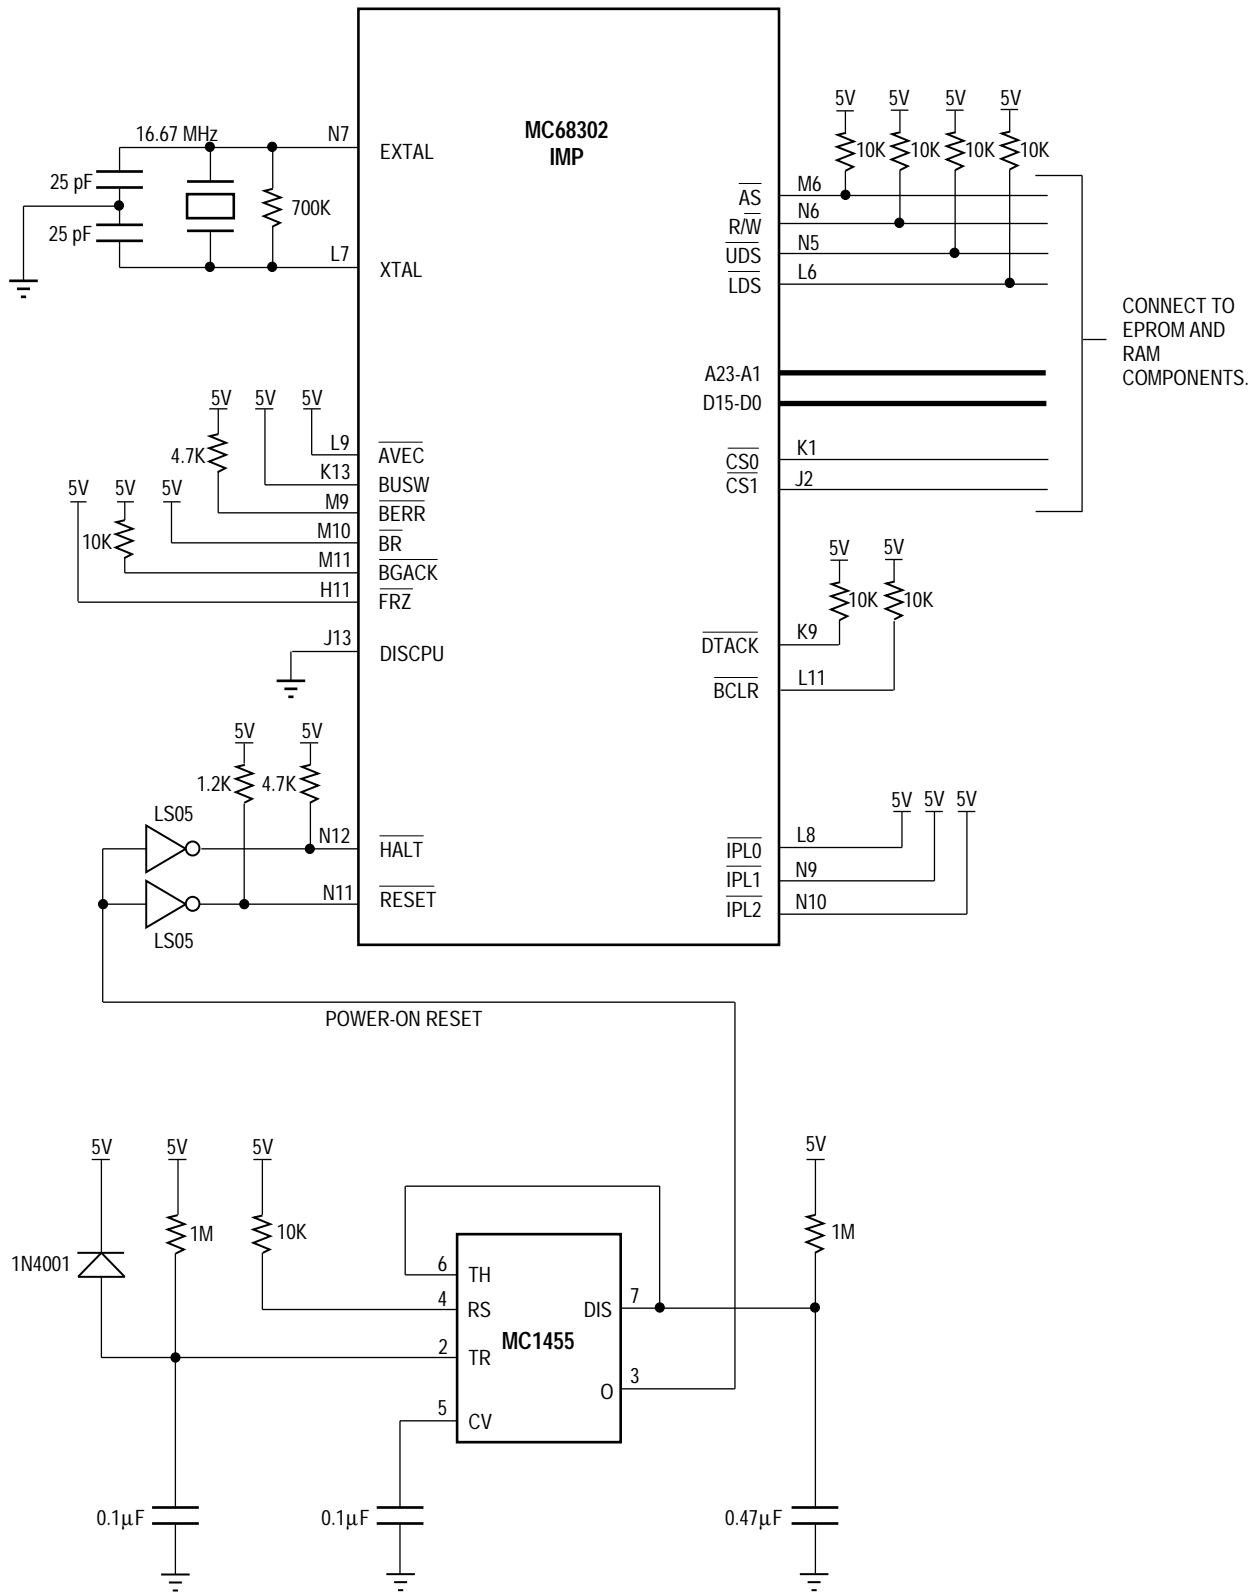 MC68302
IMP
16.67 MHz
N7
EXTAL
25 pF
25 pF
700K
L7
XTAL
5V
5V
5V
5V
10K
10K
10K
10K
AS
M6
R/W
N6
UDS
N5
LDS
L6
CONNECT TO
EPROM AND
RAM
COMPONENTS.
A23-A1
D15-D0
CS0
K1
CS1
J2
5V
5V
5V
4.7K
L9
AVEC
K13
BUSW
5V
5V
5V
M9
BERR
10K
M10
BR
M11
BGACK
H11
FRZ
J13
DISCPU
5V
5V
10K
10K
DTACK
K9
BCLR
L11
5V
5V
1.2K
4.7K
LS05
N12
HALT
N11
RESET
LS05
5V
5V
5V
IPL0
L8
IPL1
N9
IPL2
N10
POWER-ON RESET
5V
5V
5V
5V
1N4001
1M
10K
1M
6
TH
4
RS
DIS
7
MC1455
2
TR
O
3
5
CV
0.1µF
0.1µF
0.47µF